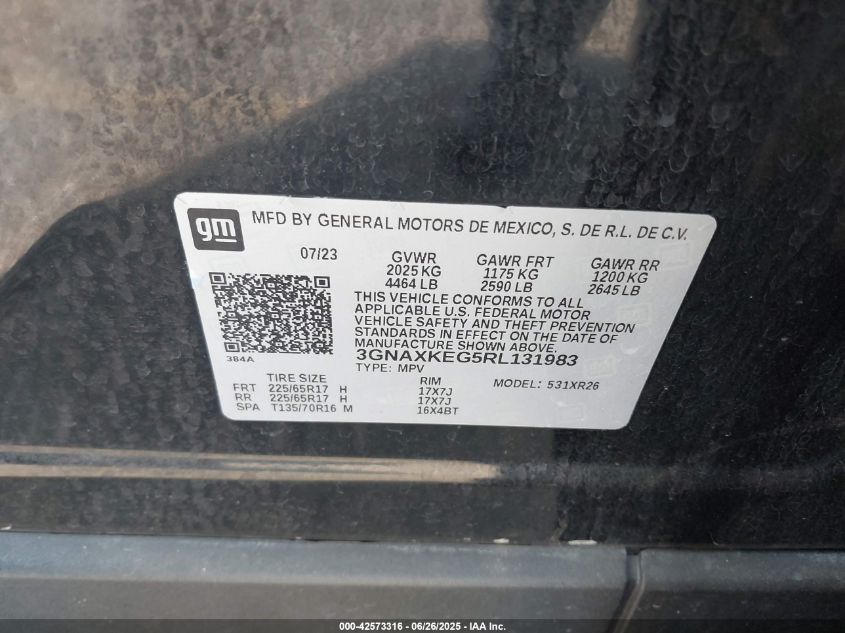 gm
MFD BY GENERAL MOTORS DE MEXICO, S. DE R.L. DE C.V.
07/23 GVWR GAWR FRT GAWR RR
2025 KG 1175 KG 1200 KG
4464 LB 2590 LB 2645 LB
THIS VEHICLE CONFORMS TO ALL
APPLICABLE U.S. FEDERAL MOTOR
VEHICLE SAFETY AND THEFT PREVENTION
STANDARDS IN EFFECT ON THE DATE OF
MANUFACTURE SHOWN ABOVE.
384A
3GNAXKEG5RL131983
TYPE: MPV MODEL: 531XR26
TIRE SIZE RIM
FRT 225/65R17 H 17X7J
RR 225/65R17 H 17X7J
SPA T135/70R16 M 16X4BT
000-42573316 - 06/26/2025 - IAA Inc.